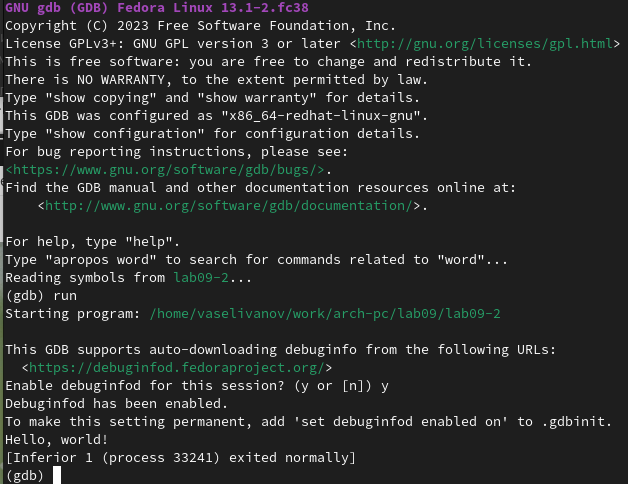 GNU gdb (GDB) Fedora Linux 13.1-2.fc38
Copyright (C) 2023 Free Software Foundation, Inc.
License GPLv3+: GNU GPL version 3 or later <http://gnu.org/licenses/gpl.html>
This is free software: you are free to change and redistribute it.
There is NO WARRANTY, to the extent permitted by law.
Type "show copying" and "show warranty" for details.
This GDB was configured as "x86_64-redhat-linux-gnu".
Type "show configuration" for configuration details.
For bug reporting instructions, please see:
<https://www.gnu.org/software/gdb/bugs/>.
Find the GDB manual and other documentation resources online at:
    <http://www.gnu.org/software/gdb/documentation/>.

For help, type "help".
Type "apropos word" to search for commands related to "word"...
Reading symbols from lab09-2...
(gdb) run
Starting program: /home/vaselivanov/work/arch-pc/lab09/lab09-2

This GDB supports auto-downloading debuginfo from the following URLs:
  <https://debuginfod.fedoraproject.org/>
Enable debuginfod for this session? (y or [n]) y
Debuginfod has been enabled.
To make this setting permanent, add 'set debuginfod enabled on' to .gdbinit.
Hello, world!
[Inferior 1 (process 33241) exited normally]
(gdb)